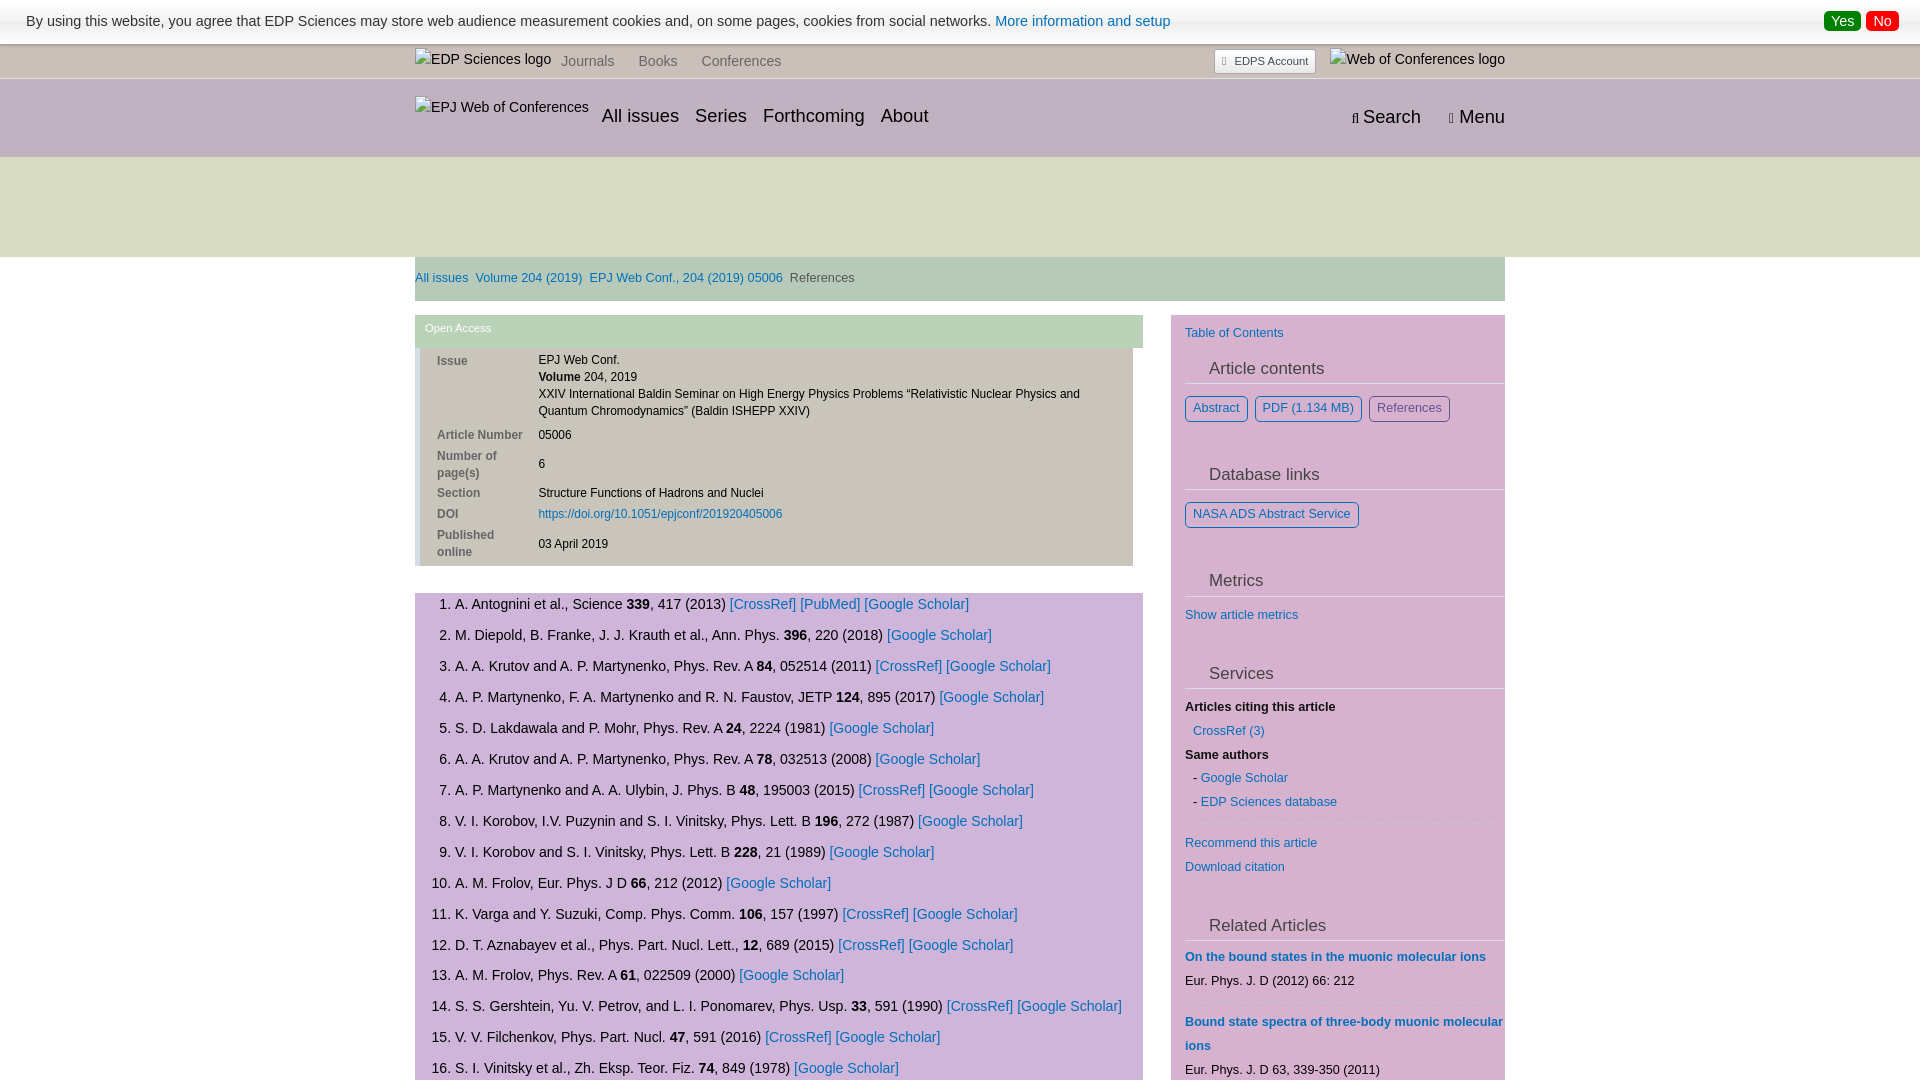 By using this website, you agree that EDP Sciences may store web audience measurement cookies and, on some pages, cookies from social networks. More information and setup
Yes No
EDP Sciences logo Journals Books Conferences EDPS Account Web of Conferences logo
EPJ Web of Conferences All issues Series Forthcoming About Search Menu
All issues Volume 204 (2019) EPJ Web Conf., 204 (2019) 05006 References
Open Access
Issue EPJ Web Conf.
Volume 204, 2019
XXIV International Baldin Seminar on High Energy Physics Problems “Relativistic Nuclear Physics and
Quantum Chromodynamics” (Baldin ISHEPP XXIV)
Article Number 05006
Number of
page(s) 6
Section Structure Functions of Hadrons and Nuclei
DOI https://doi.org/10.1051/epjconf/201920405006
Published
online 03 April 2019
1. A. Antognini et al., Science 339, 417 (2013) [CrossRef] [PubMed] [Google Scholar]
2. M. Diepold, B. Franke, J. J. Krauth et al., Ann. Phys. 396, 220 (2018) [Google Scholar]
3. A. A. Krutov and A. P. Martynenko, Phys. Rev. A 84, 052514 (2011) [CrossRef] [Google Scholar]
4. A. P. Martynenko, F. A. Martynenko and R. N. Faustov, JETP 124, 895 (2017) [Google Scholar]
5. S. D. Lakdawala and P. Mohr, Phys. Rev. A 24, 2224 (1981) [Google Scholar]
6. A. A. Krutov and A. P. Martynenko, Phys. Rev. A 78, 032513 (2008) [Google Scholar]
7. A. P. Martynenko and A. A. Ulybin, J. Phys. B 48, 195003 (2015) [CrossRef] [Google Scholar]
8. V. I. Korobov, I.V. Puzynin and S. I. Vinitsky, Phys. Lett. B 196, 272 (1987) [Google Scholar]
9. V. I. Korobov and S. I. Vinitsky, Phys. Lett. B 228, 21 (1989) [Google Scholar]
10. A. M. Frolov, Eur. Phys. J D 66, 212 (2012) [Google Scholar]
11. K. Varga and Y. Suzuki, Comp. Phys. Comm. 106, 157 (1997) [CrossRef] [Google Scholar]
12. D. T. Aznabayev et al., Phys. Part. Nucl. Lett., 12, 689 (2015) [CrossRef] [Google Scholar]
13. A. M. Frolov, Phys. Rev. A 61, 022509 (2000) [Google Scholar]
14. S. S. Gershtein, Yu. V. Petrov, and L. I. Ponomarev, Phys. Usp. 33, 591 (1990) [CrossRef] [Google Scholar]
15. V. V. Filchenkov, Phys. Part. Nucl. 47, 591 (2016) [CrossRef] [Google Scholar]
16. S. I. Vinitsky et al., Zh. Eksp. Teor. Fiz. 74, 849 (1978) [Google Scholar]
Table of Contents
Article contents
Abstract PDF (1.134 MB) References
Database links
NASA ADS Abstract Service
Metrics
Show article metrics
Services
Articles citing this article
CrossRef (3)
Same authors
- Google Scholar
- EDP Sciences database
Recommend this article
Download citation
Related Articles
On the bound states in the muonic molecular ions
Eur. Phys. J. D (2012) 66: 212
Bound state spectra of three-body muonic molecular
ions
Eur. Phys. J. D 63, 339-350 (2011)